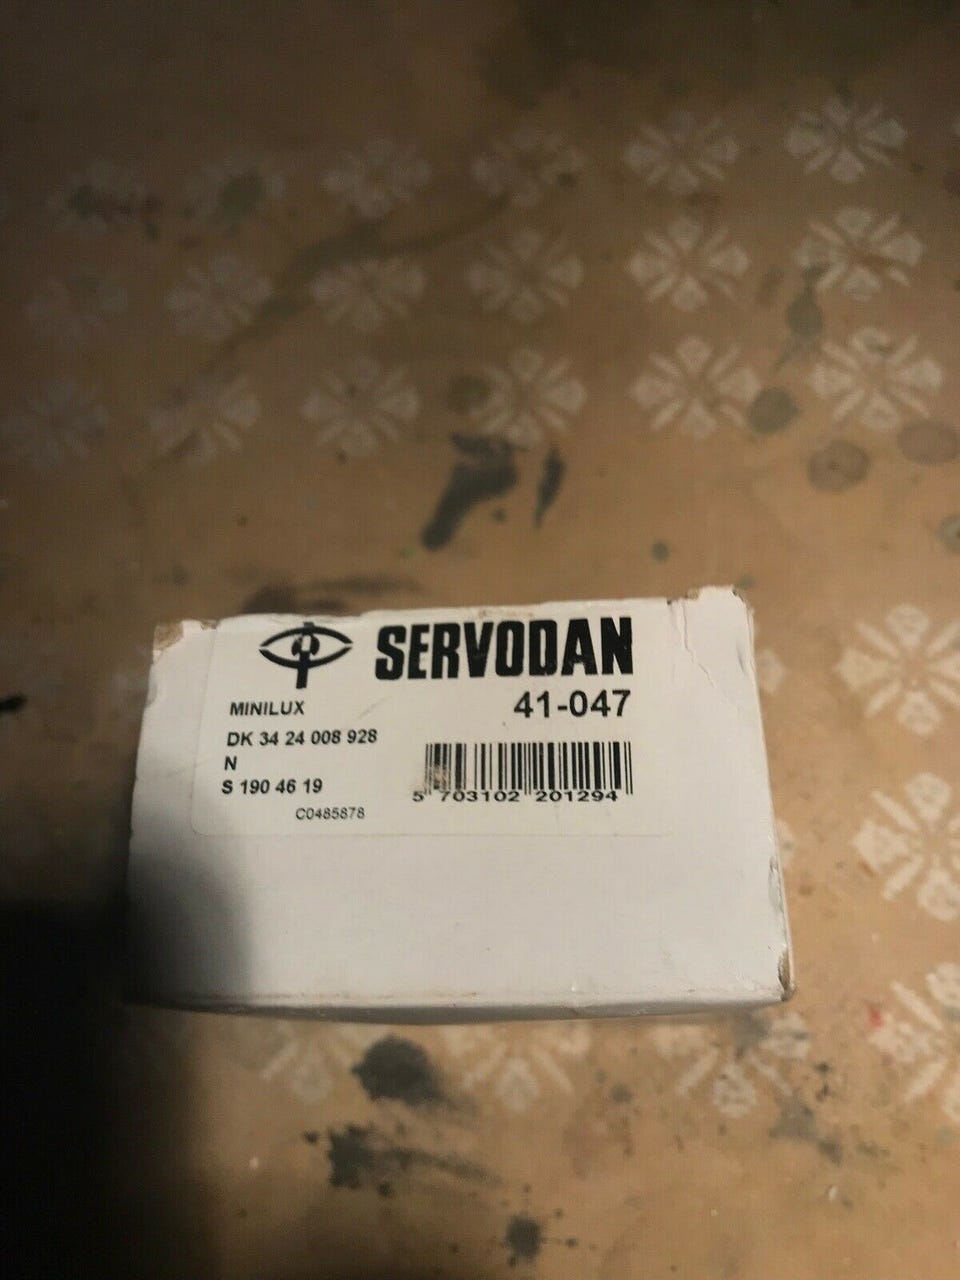 SERVODAN
MINILUX
41-047
DK 34 24 008 928
N
S 190 46 19
C0485878
5 703102 201294